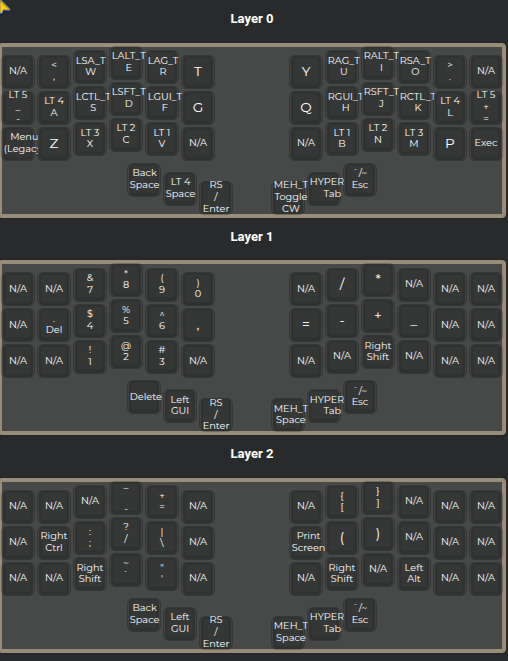 Layer 0
N/A < , LSA_T W LALT_T E LAG_T R T Y RAG_T U RALT_T I RSA_T O > . N/A
LT 5 _ - LT 4 A LCTL_T S LSFT_T D LGUI_T F G Q RGUI_T H RSFT_T J RCTL_T K LT 4 L LT 5 + =
Menu (Legacy Z LT 3 X LT 2 C LT 1 V N/A N/A LT 1 B LT 2 N LT 3 M P Exec
Back Space LT 4 Space RS / Enter MEH_T Toggle CW HYPER Tab ` /~ Esc
Layer 1
N/A N/A & 7 * 8 ( 9 ) 0 N/A / * N/A N/A N/A
N/A . Del $ 4 % 5 ^ 6 , = - + _ N/A N/A
N/A N/A ! 1 @ 2 # 3 N/A N/A N/A Right Shift N/A N/A N/A
Delete Left GUI RS / Enter MEH_T Space HYPER Tab ` /~ Esc
Layer 2
N/A N/A N/A _ - + = N/A N/A { [ } ] N/A N/A N/A
N/A Right Ctrl : ; ? / | \ N/A Print Screen ( ) N/A N/A N/A
N/A N/A Right Shift ~ ` " ' N/A N/A Right Shift N/A Left Alt N/A N/A
Back Space Left GUI RS / Enter MEH_T Space HYPER Tab ` /~ Esc